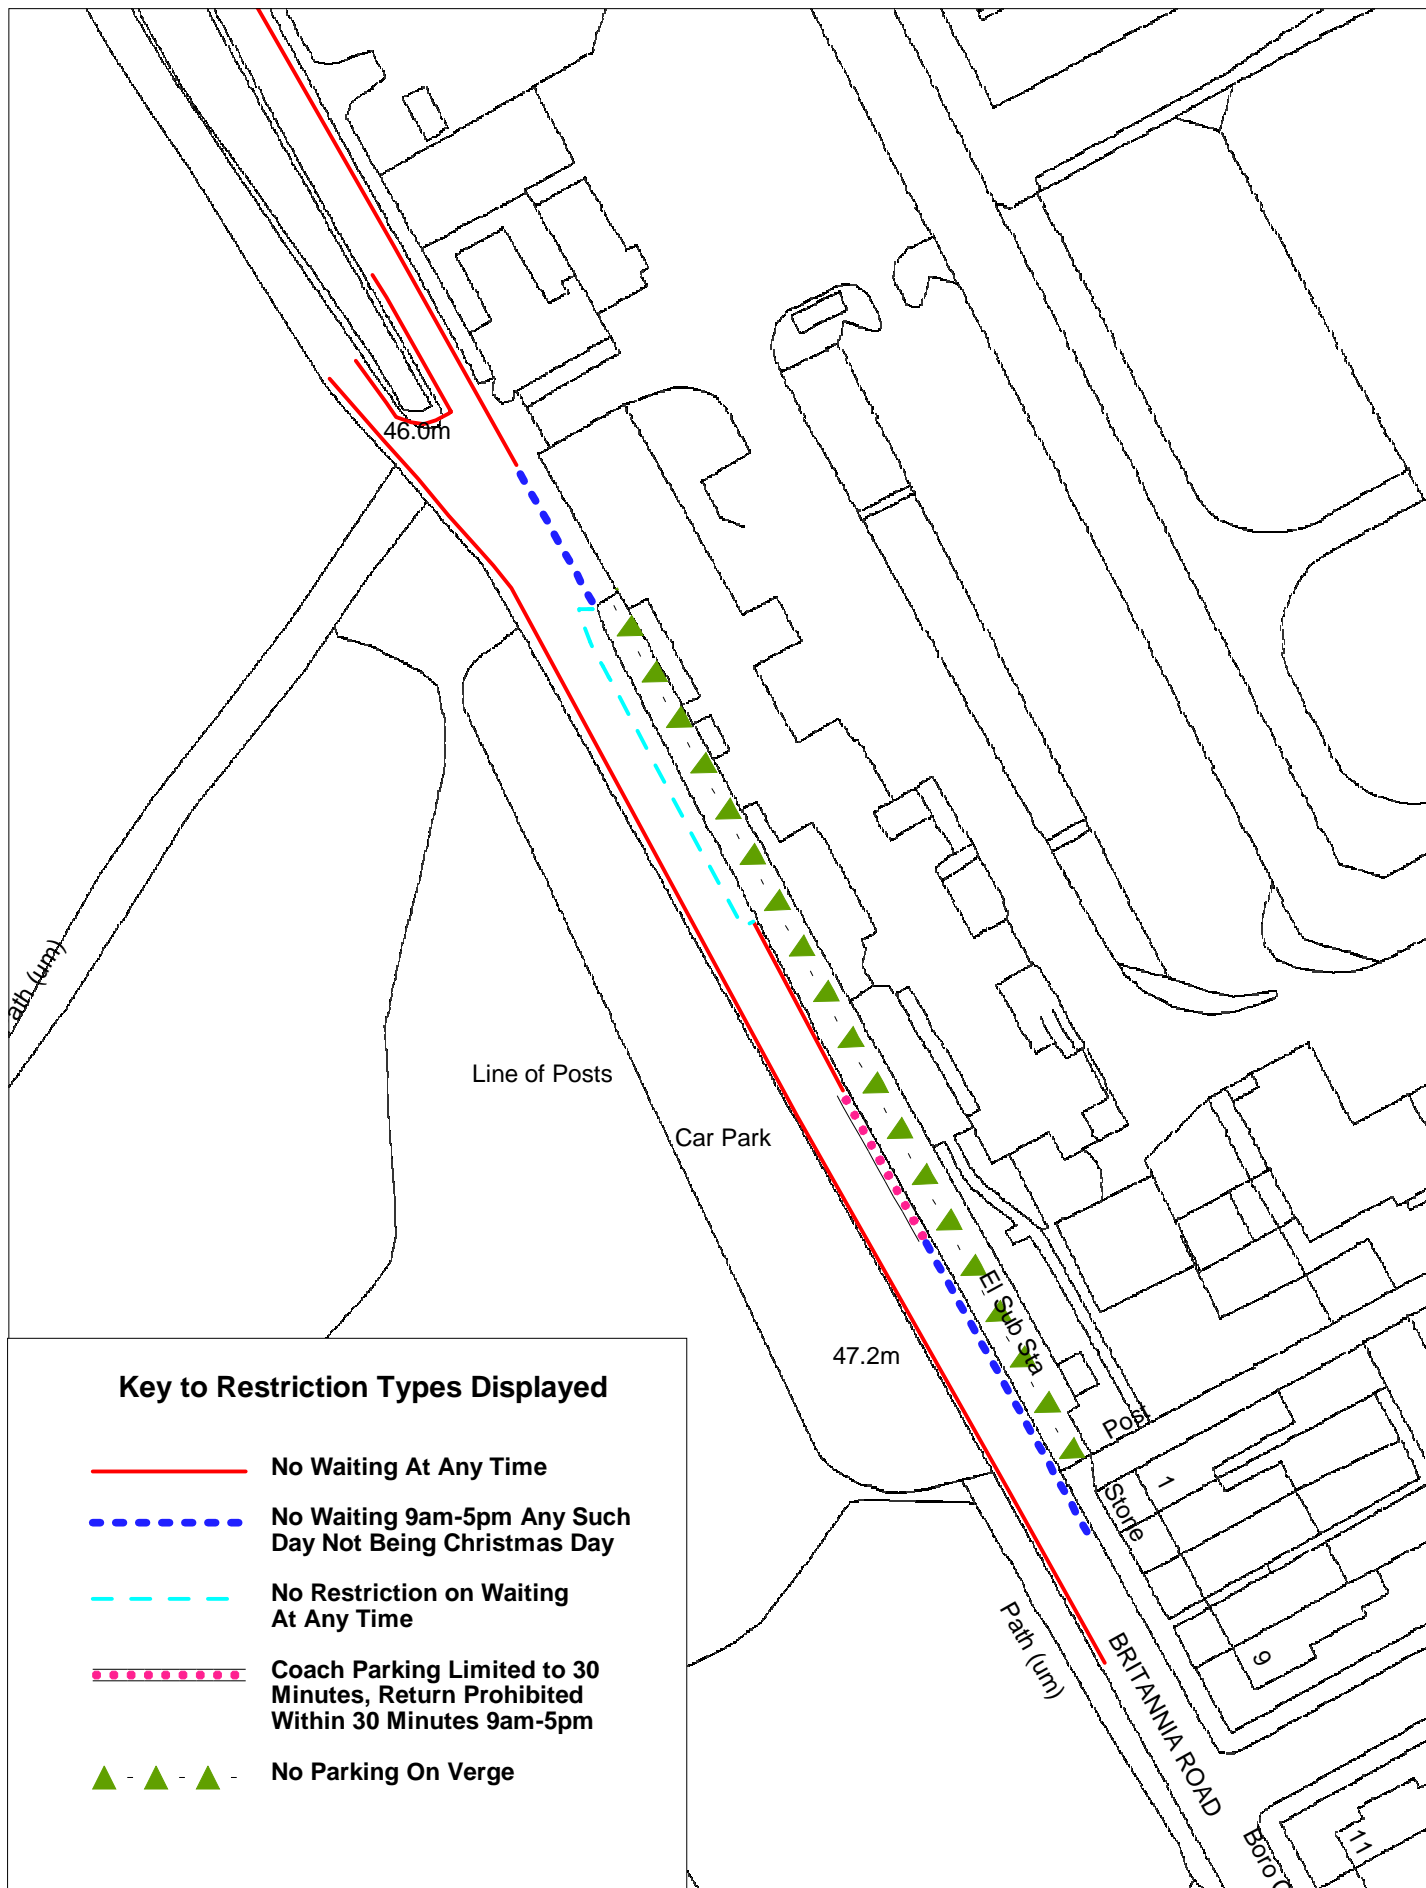 46.0m
Line of Posts
Car Park
El Sub Sta
47.2m
Post
1
Stone
9
Path (um)
BRITANNIA ROAD
11
Key to Restriction Types Displayed
No Waiting At Any Time
No Waiting 9am-5pm Any Such
Day Not Being Christmas Day
No Restriction on Waiting
At Any Time
Coach Parking Limited to 30
Minutes, Return Prohibited
Within 30 Minutes 9am-5pm
No Parking On Verge
(um)
Boro